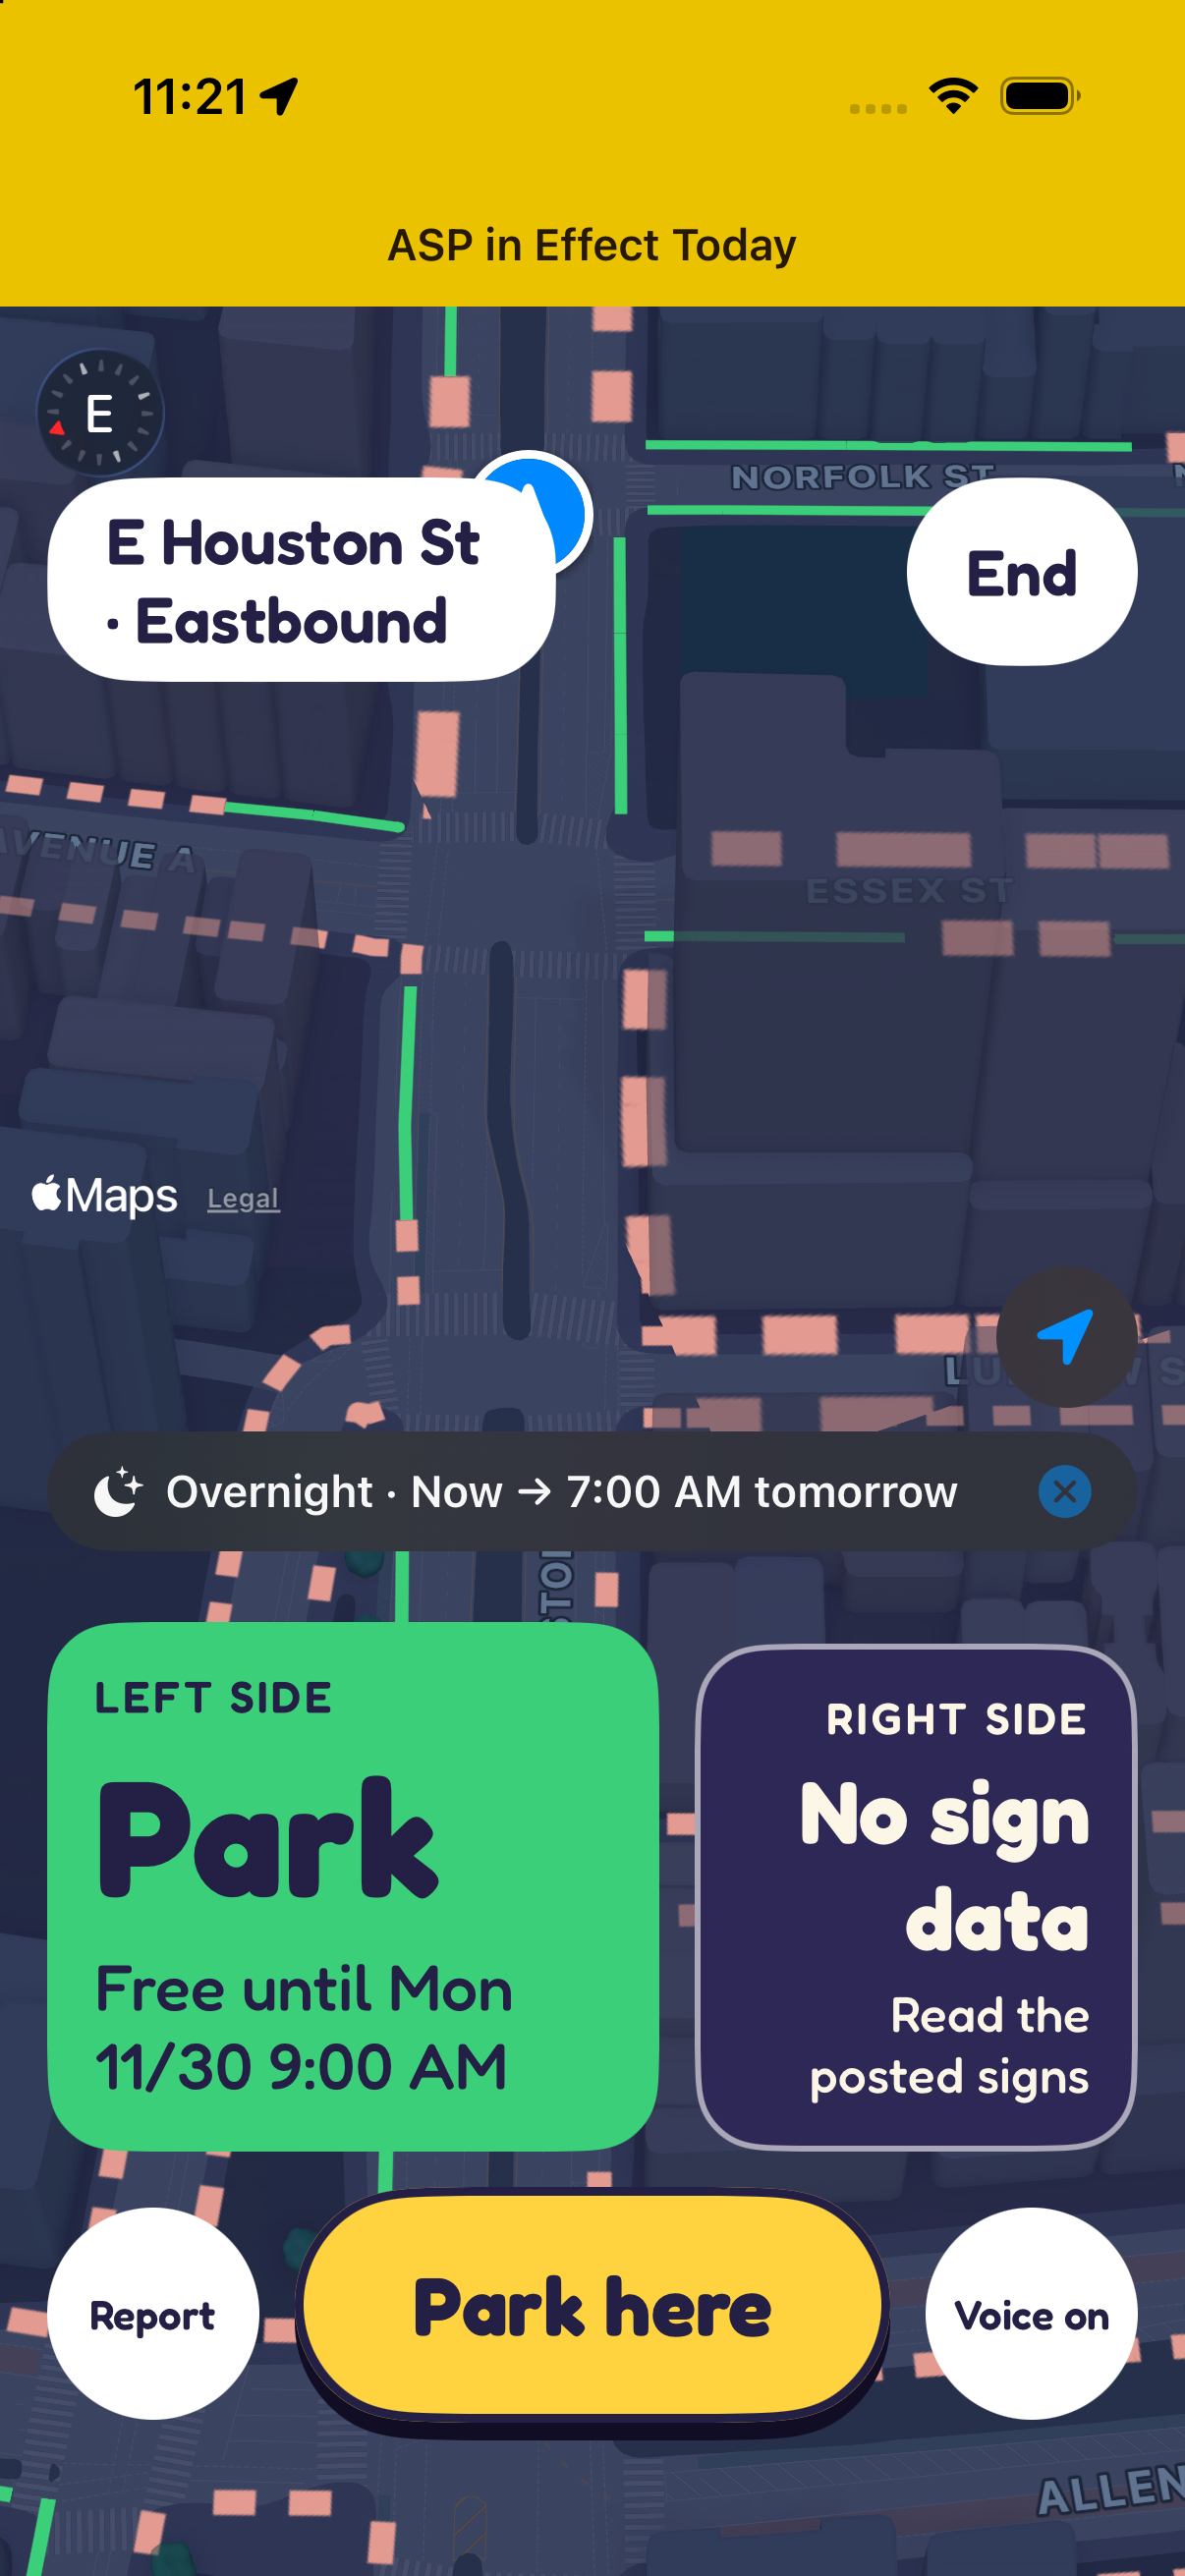 11:21
ASP in Effect Today
E
NORFOLK ST
E Houston St
· Eastbound
End
AVENUE A
ESSEX ST
Maps Legal
Overnight · Now → 7:00 AM tomorrow
LEFT SIDE
Park
Free until Mon
11/30 9:00 AM
RIGHT SIDE
No sign
data
Read the
posted signs
Report
Park here
Voice on
ALLEN